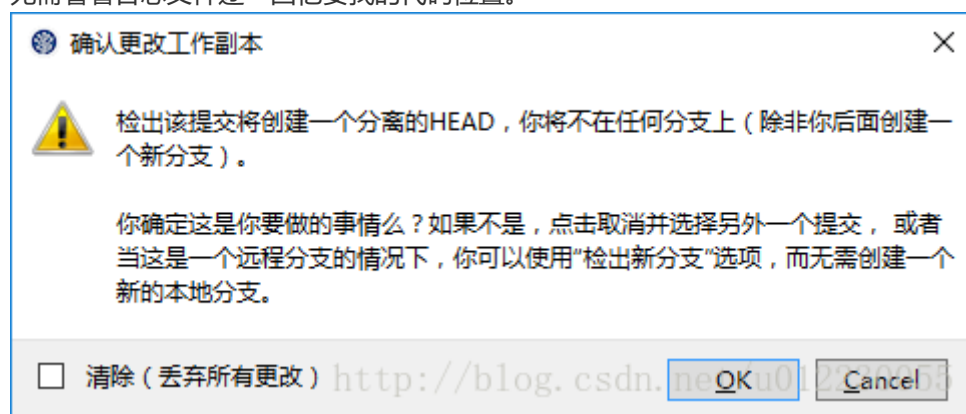 确认更改工作副本
检出该提交将创建一个分离的HEAD，你将不在任何分支上（除非你后面创建一
个新分支）。
你确定这是你要做的事情么？如果不是，点击取消并选择另外一个提交， 或者
当这是一个远程分支的情况下，你可以使用“检出新分支”选项，而无需创建一个
新的本地分支。
清除（丢弃所有更改） OK Cancel
http://blog.csdn.net/u012230055